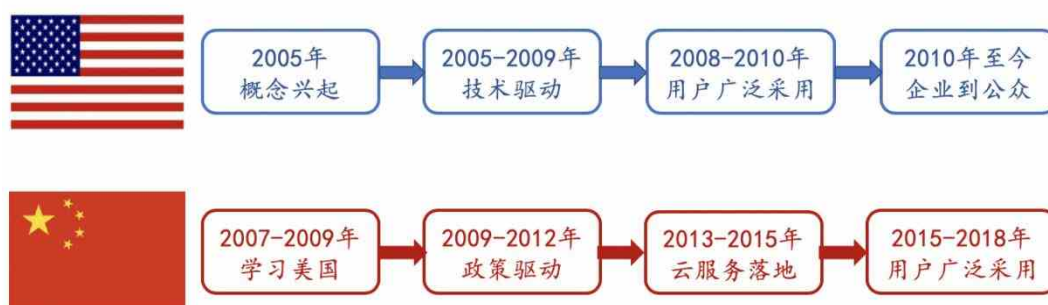 2005年
概念兴起
2005-2009年
技术驱动
2008-2010年
用户广泛采用
2010年至今
企业到公众
2007-2009年
学习美国
2009-2012年
政策驱动
2013-2015年
云服务落地
2015-2018年
用户广泛采用